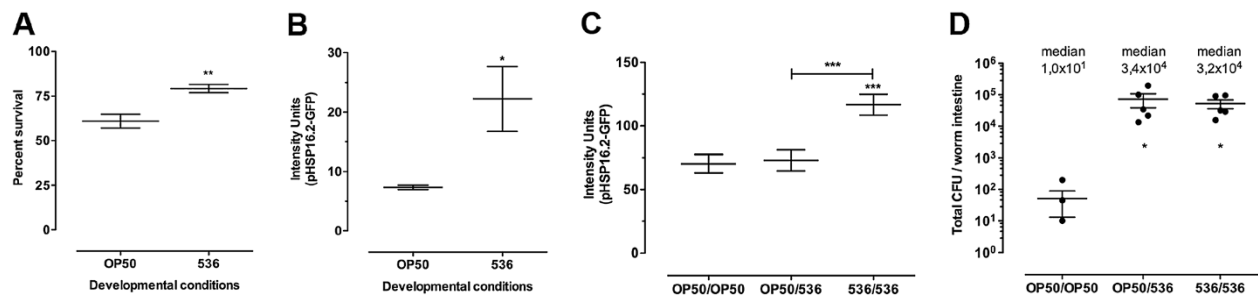 A
Percent survival
100
75
50
25
0
**
OP50
536
Developmental conditions
B
Intensity Units
(pHSP16.2-GFP)
30
20
10
0
*
OP50
536
Developmental conditions
C
Intensity Units
(pHSP16.2-GFP)
150
100
50
0
***
***
OP50/OP50
OP50/536
536/536
D
Total CFU / worm intestine
median
1,0x10¹
median
3,4x10⁴
median
3,2x10⁴
10⁶
10⁵
10⁴
10³
10²
10¹
10⁰
*
*
OP50/OP50
OP50/536
536/536